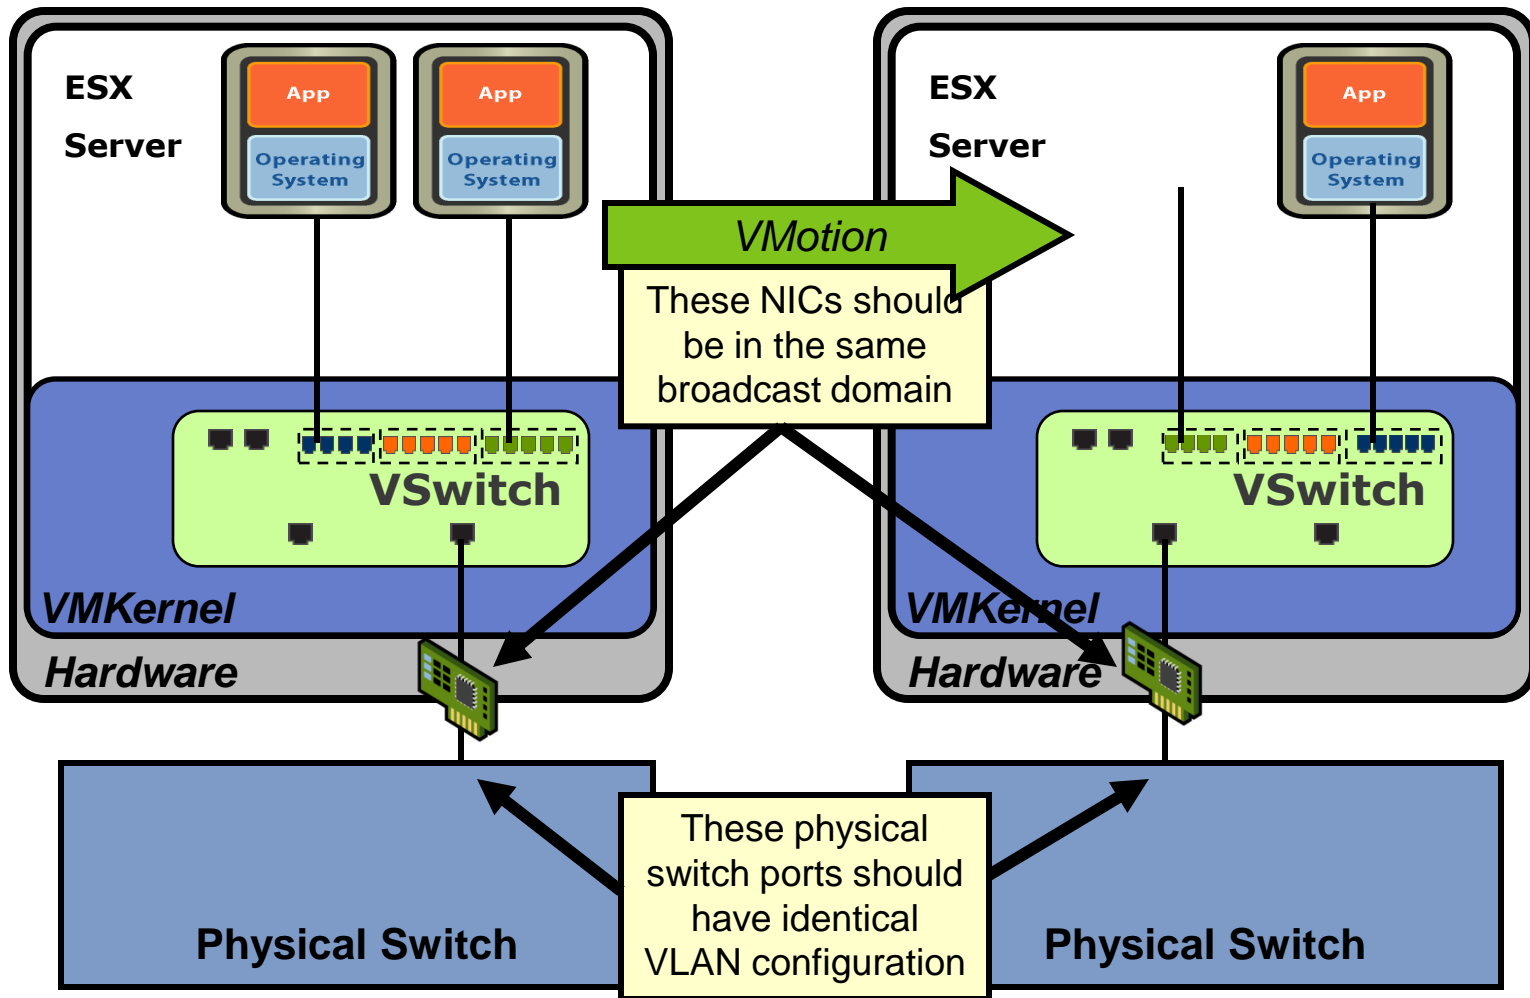 ESX
Server
App
Operating
System
App
Operating
System
ESX
Server
App
Operating
System
VMotion
These NICs should
be in the same
broadcast domain
VSwitch
VSwitch
VMKernel
VMKernel
Hardware
Hardware
These physical
switch ports should
have identical
VLAN configuration
Physical Switch
Physical Switch